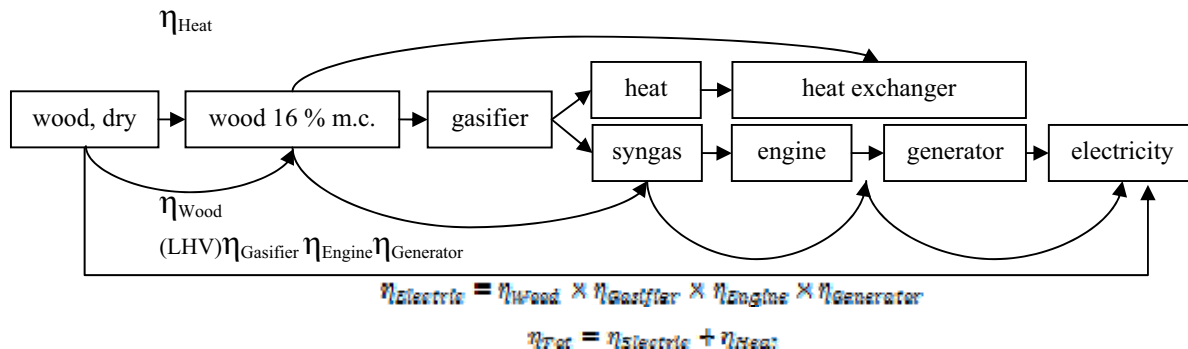 ηHeat
heat
heat exchanger
wood, dry
wood 16 % m.c.
gasifier
syngas
engine
generator
electricity
ηWood
(LHV)ηGasifier ηEngineηGenerator
ηElectric = ηWood × ηGasifier × ηEngine × ηGenerator
ηTot = ηElectric + ηHeat